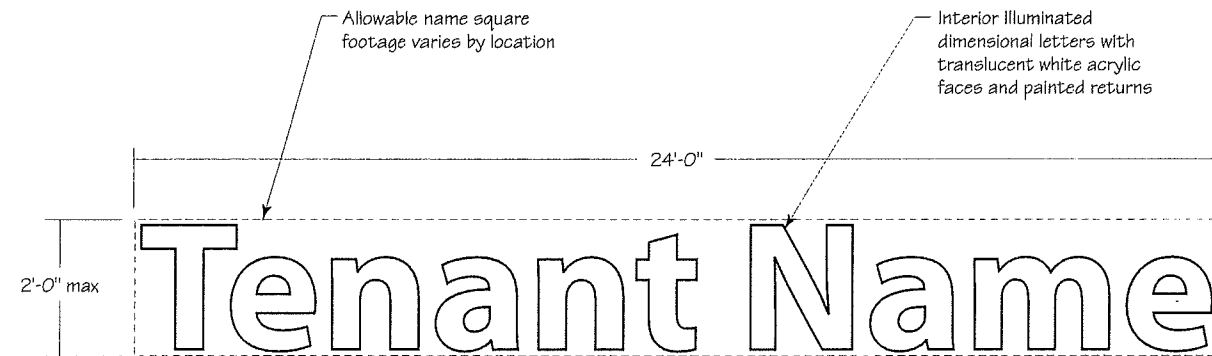 Allowable name square
footage varies by location
Interior illuminated
dimensional letters with
translucent white acrylic
faces and painted returns
24'-0"
2'-0" max
Tenant Name